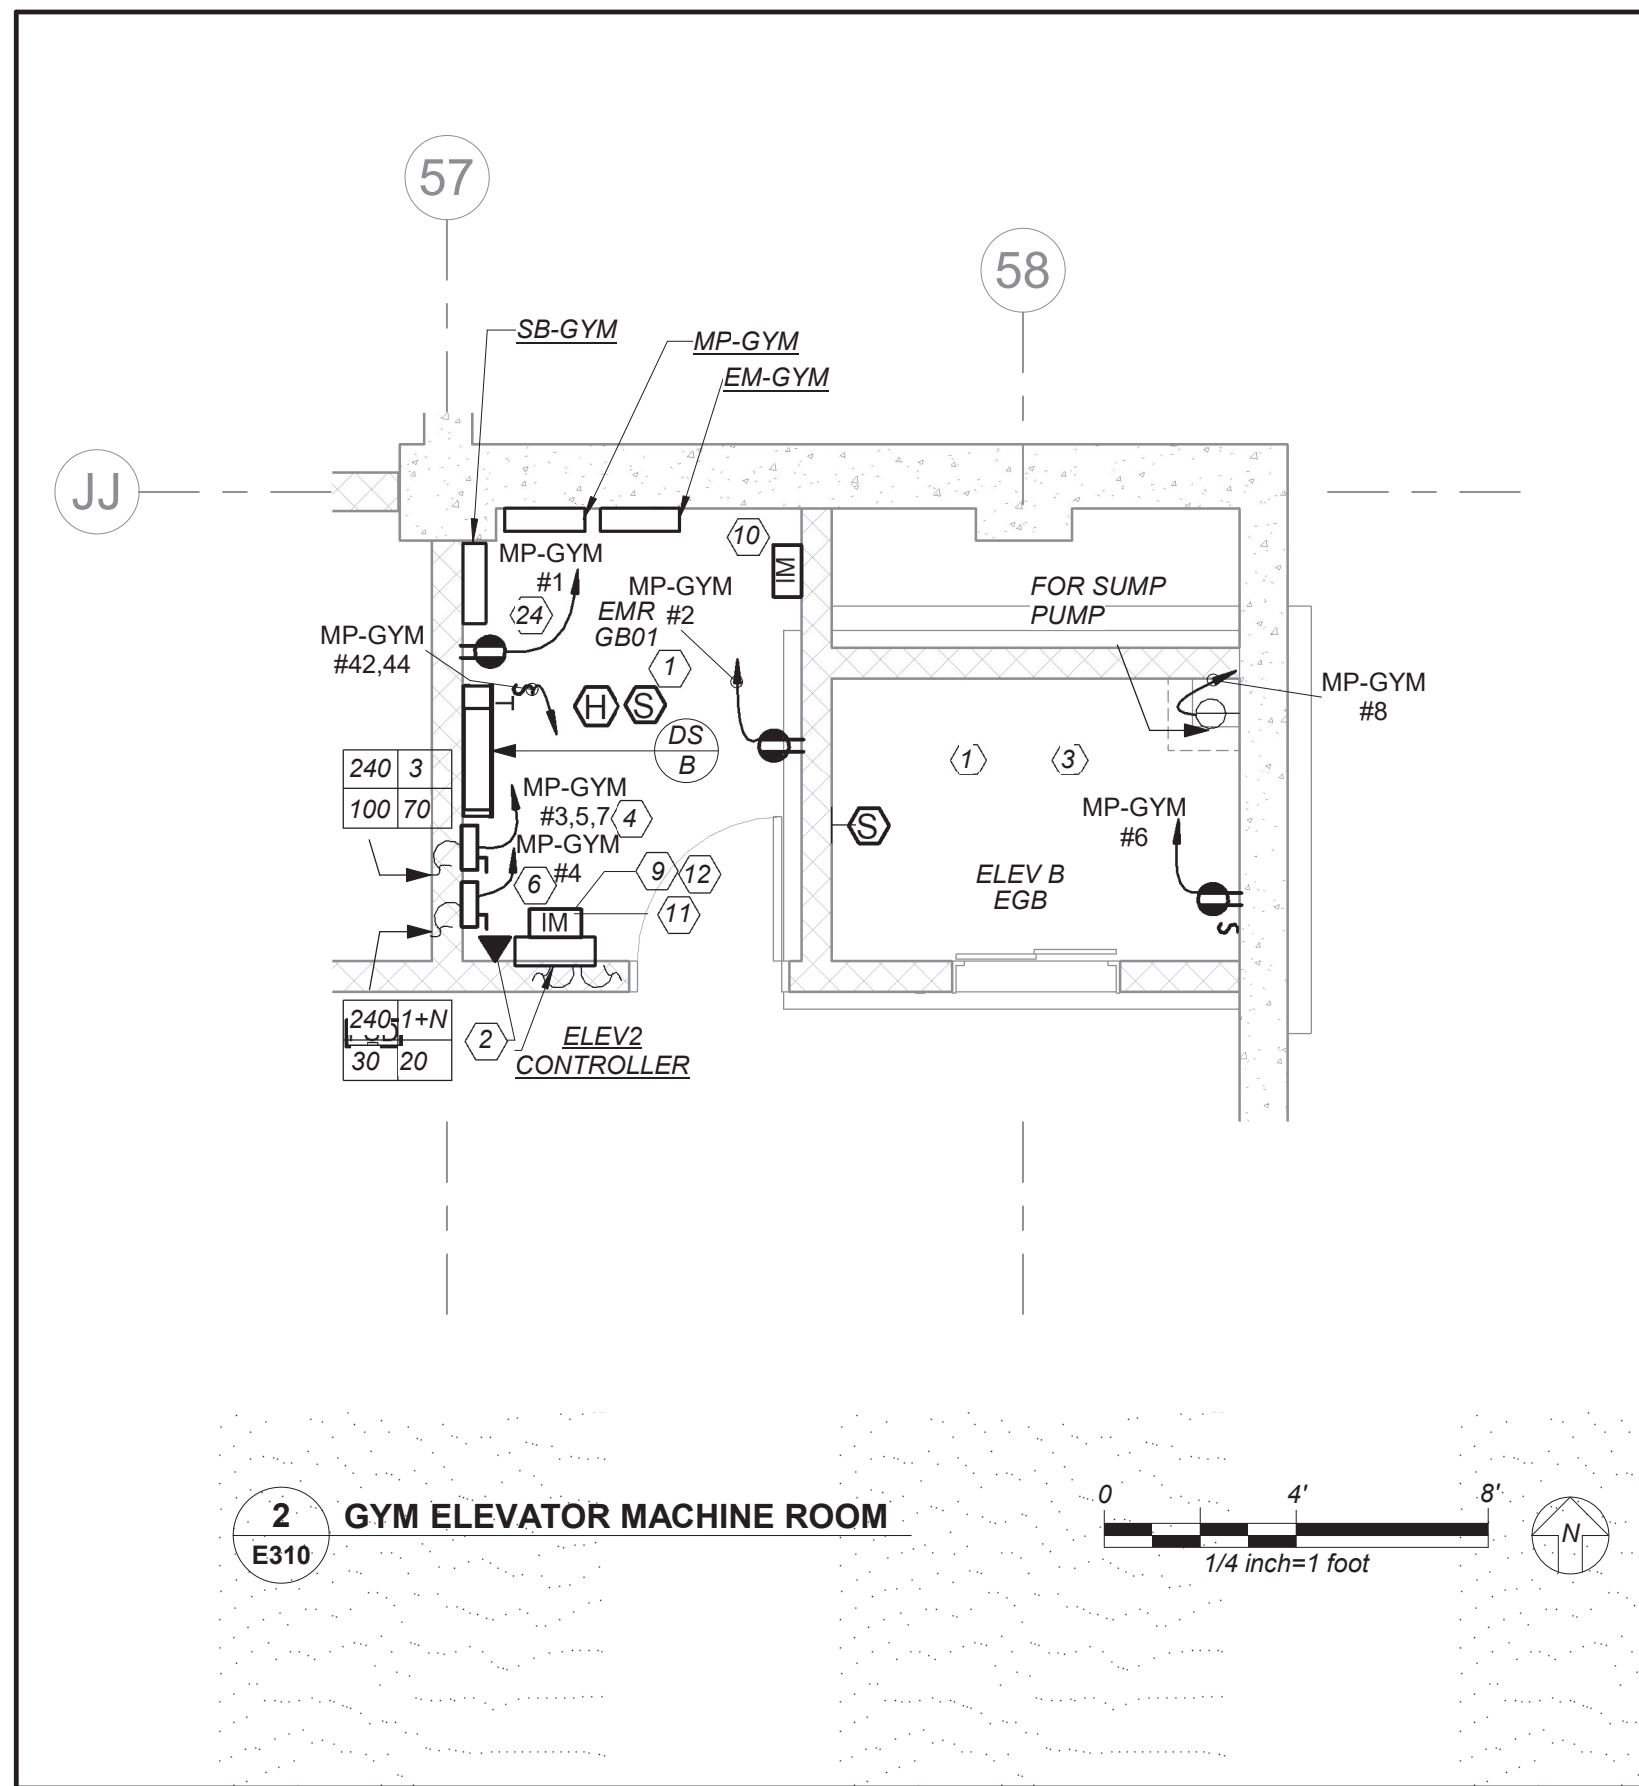 57
58
SB-GYM
MP-GYM
EM-GYM
JJ
10
MP-GYM
#1
IM
24
MP-GYM
#2
EMR
GB01
FOR SUMP
PUMP
MP-GYM
#42,44
1
H
S
T
S
MP-GYM
#8
DS
B
240 3
100 70
1
3
MP-GYM
#3,5,7
4
MP-GYM
#4
6
S
MP-GYM
#6
9
12
11
IM
ELEV B
EGB
S
240 1+N
30 20
2
ELEV2
CONTROLLER
2
E310
GYM ELEVATOR MACHINE ROOM
0 4' 8'
1/4 inch=1 foot
N